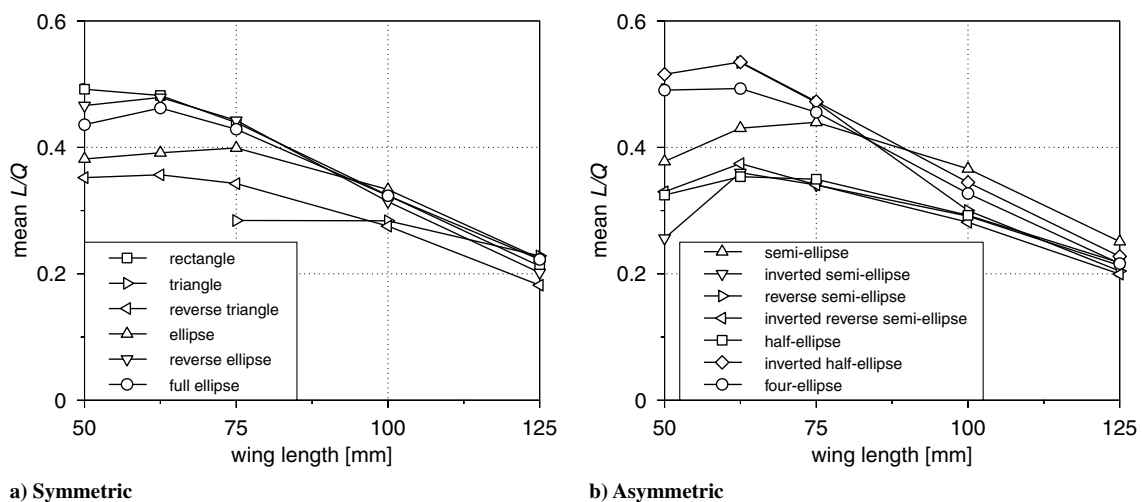 0.6
0.4
0.2
0
mean L/Q
50
75
100
125
wing length [mm]
rectangle
triangle
reverse triangle
ellipse
reverse ellipse
full ellipse
a) Symmetric
0.6
0.4
0.2
0
mean L/Q
50
75
100
125
wing length [mm]
semi-ellipse
inverted semi-ellipse
reverse semi-ellipse
inverted reverse semi-ellipse
half-ellipse
inverted half-ellipse
four-ellipse
b) Asymmetric